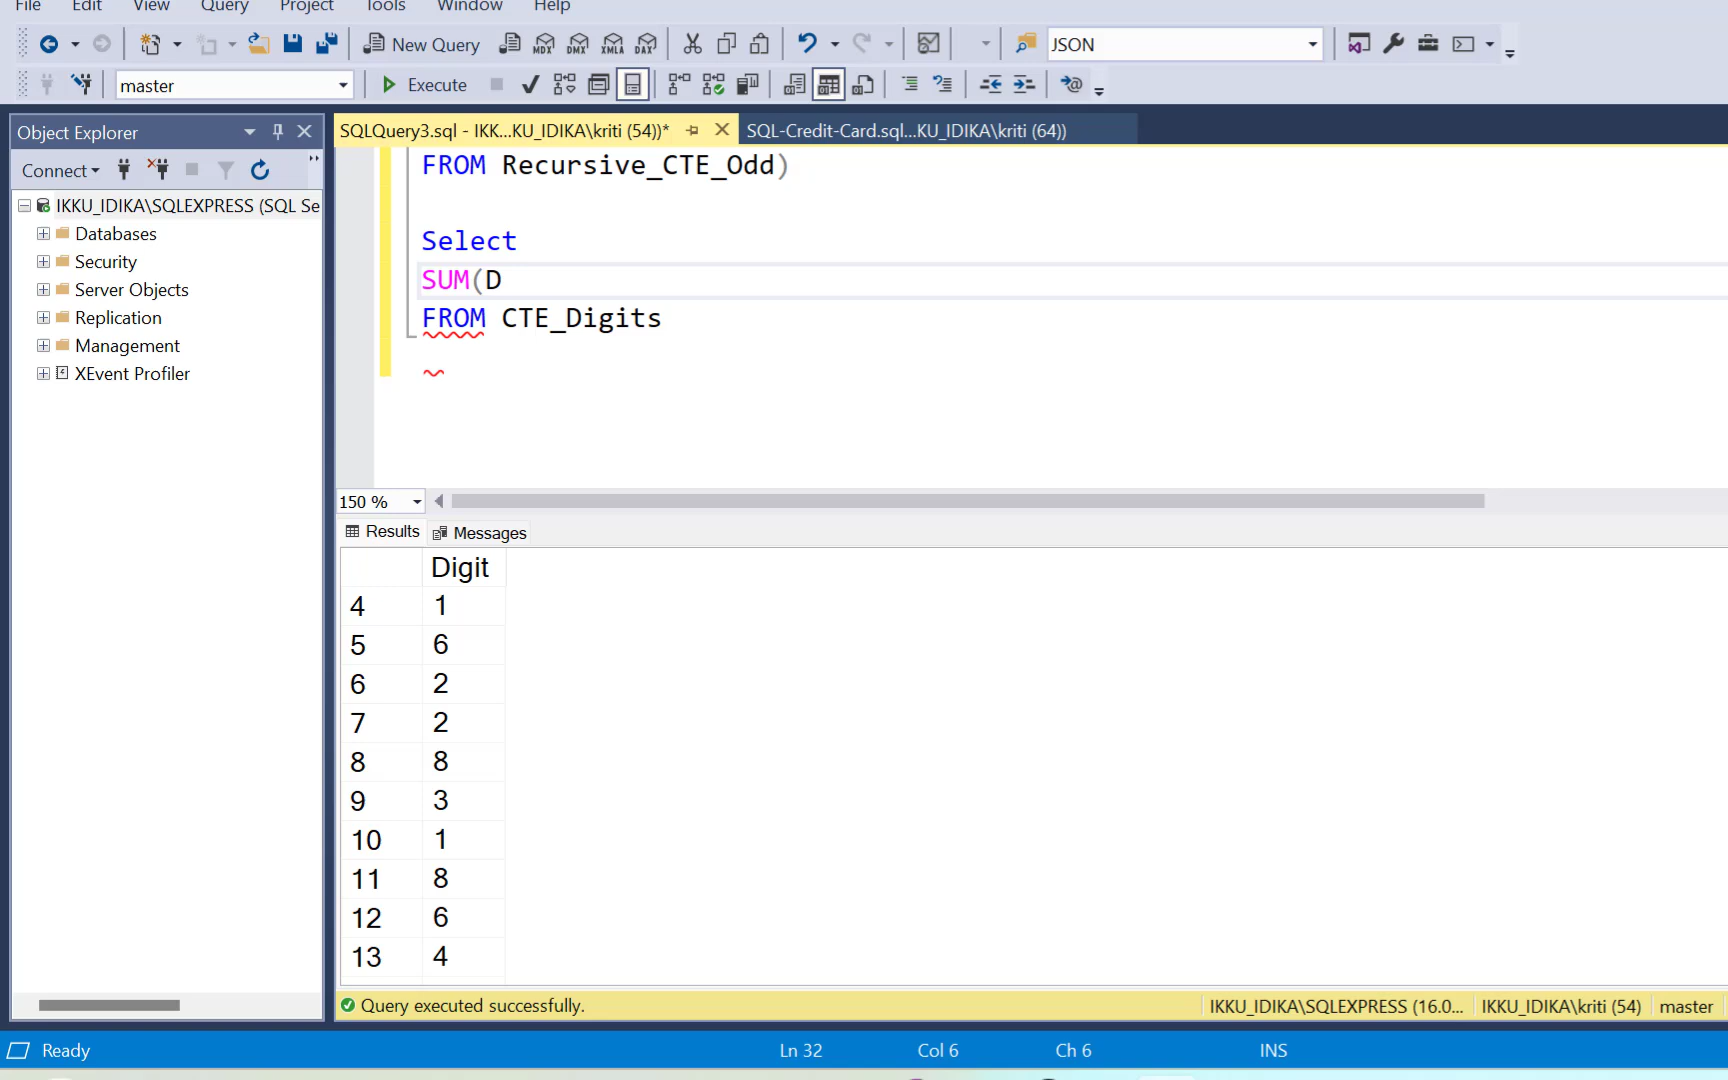 File Edit View Query Project Tools Window Help
New Query MDX DMX XMLA DAX JSON
master Execute
Object Explorer
Connect
IKKU_IDIKA\SQLEXPRESS (SQL Se
Databases
Security
Server Objects
Replication
Management
XEvent Profiler
SQLQuery3.sql - IKK...KU_IDIKA\kriti (54))* SQL-Credit-Card.sql...KU_IDIKA\kriti (64))
FROM Recursive_CTE_Odd)
Select
SUM(D
FROM CTE_Digits
150 %
Results Messages
Digit
4 1
5 6
6 2
7 2
8 8
9 3
10 1
11 8
12 6
13 4
Query executed successfully. IKKU_IDIKA\SQLEXPRESS (16.0... IKKU_IDIKA\kriti (54) master
Ready Ln 32 Col 6 Ch 6 INS